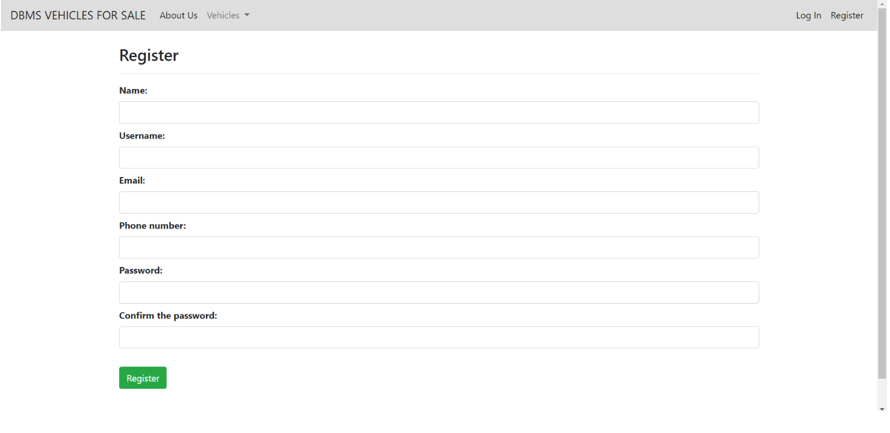 DBMS VEHICLES FOR SALE About Us Vehicles Log In Register
Register
Name:
Username:
Email:
Phone number:
Password:
Confirm the password:
Register